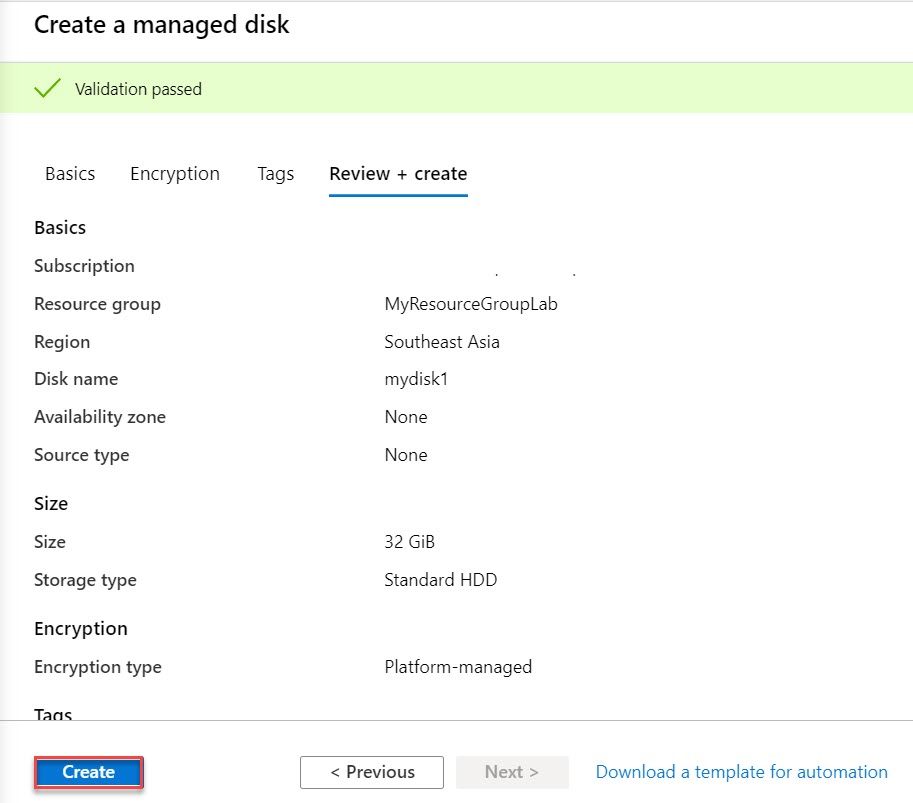 Create a managed disk
Validation passed
Basics Encryption Tags Review + create
Basics
Subscription
Resource group MyResourceGroupLab
Region Southeast Asia
Disk name mydisk1
Availability zone None
Source type None
Size
Size 32 GiB
Storage type Standard HDD
Encryption
Encryption type Platform-managed
Tags
Create < Previous Next > Download a template for automation